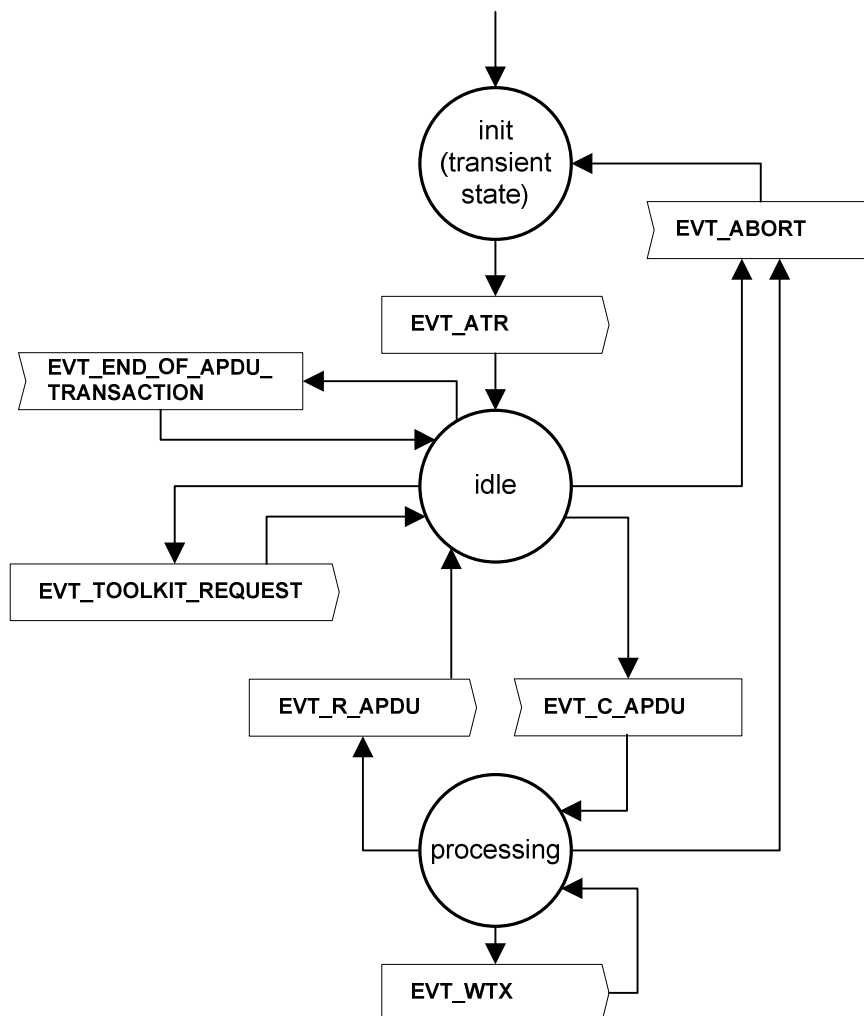 init
(transient
state)
EVT_ABORT
EVT_ATR
EVT_END_OF_APDU_
TRANSACTION
idle
EVT_TOOLKIT_REQUEST
EVT_R_APDU
EVT_C_APDU
processing
EVT_WTX